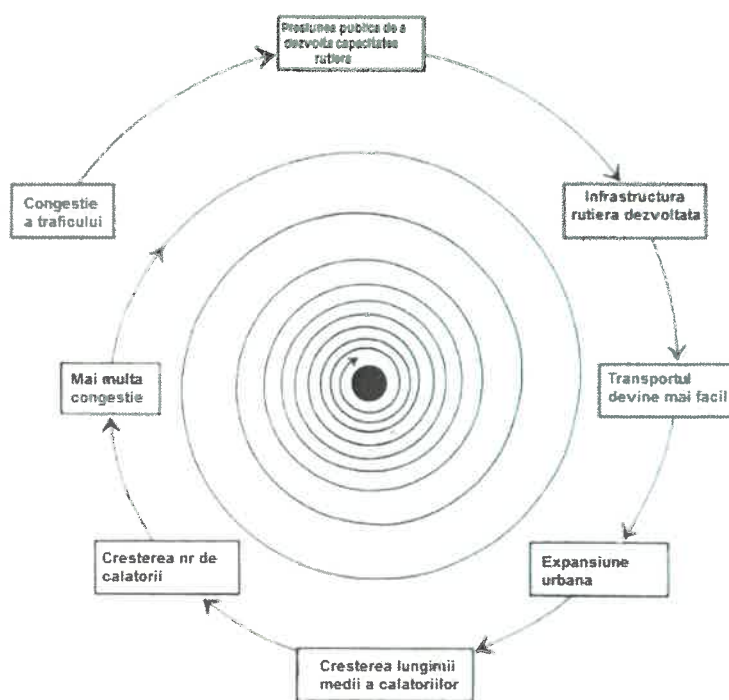 Presiunea publica de a
dezvolta capacitatea
rutiera
Congestie
a traficului
Infrastructura
rutiera dezvoltata
Mai multa
congestie
Transportul
devine mai facil
Cresterea nr de
calatorii
Expansiune
urbana
Cresterea lungimii
medii a calatoriilor